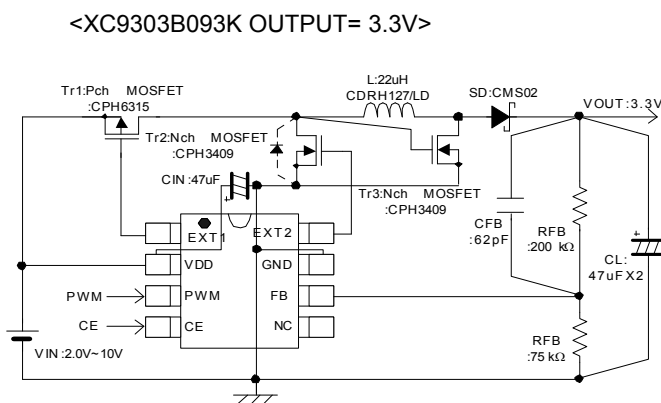 <XC9303B093K OUTPUT= 3.3V>
L:22uH
CDRH127/LD
SD:CMS02
VOUT:3.3V
Tr1:Pch MOSFET
:CPH6315
Tr2:Nch MOSFET
:CPH3409
CIN:47uF
+
Tr3:Nch MOSFET
:CPH3409
CFB
:62pF
RFB
:200 kΩ
+
CL:
47uFX2
EXT1
EXT2
VDD
GND
PWM
PWM
FB
CE
CE
NC
VIN:2.0V~10V
RFB
:75 kΩ